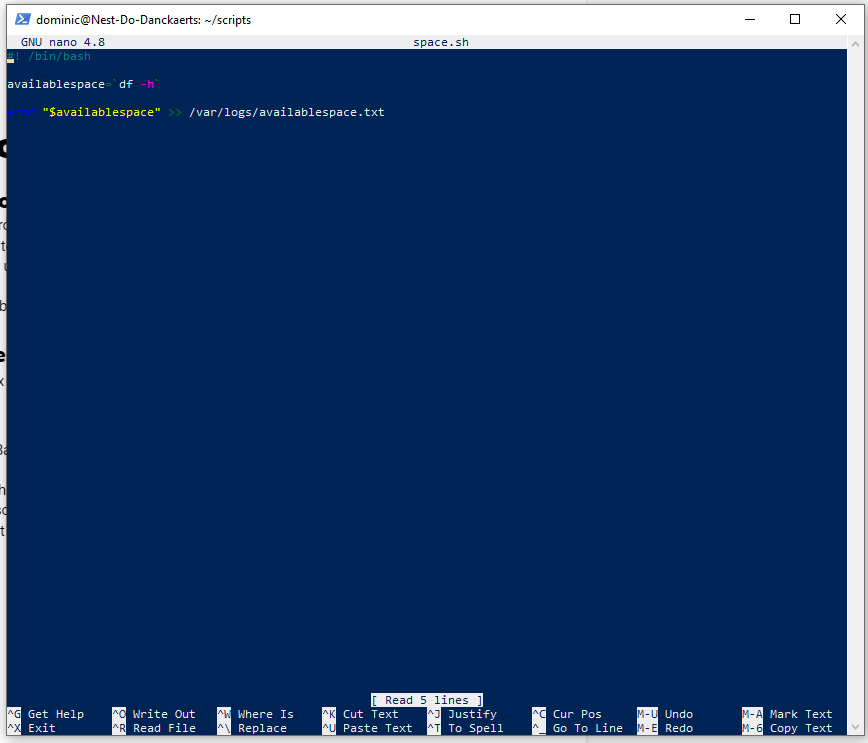 dominic@Nest-Do-Danckaerts: ~/scripts
GNU nano 4.8 space.sh
#! /bin/bash
availablespace=`df -h`
echo "$availablespace" >> /var/logs/availablespace.txt
[ Read 5 lines ]
^G Get Help ^O Write Out ^W Where Is ^K Cut Text ^J Justify ^C Cur Pos M-U Undo M-A Mark Text
^X Exit ^R Read File ^\ Replace ^U Paste Text ^T To Spell ^_ Go To Line M-E Redo M-6 Copy Text